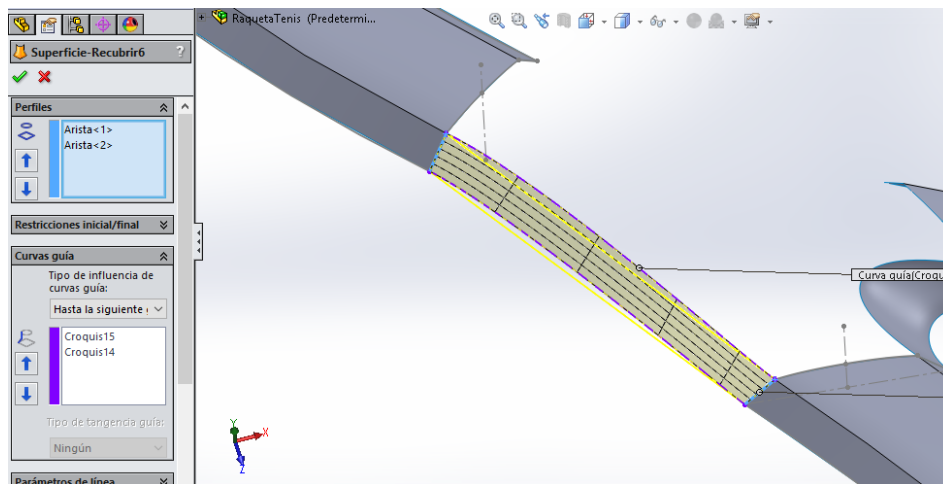 RaquetaTenis (Predetermi...
Superficie-Recubrir6
?
Perfiles
Arista<1>
Arista<2>
Restricciones inicial/final
Curvas guía
Tipo de influencia de
curvas guía:
Hasta la siguiente
Croquis15
Croquis14
Tipo de tangencia guía:
Ningún
Parámetros de línea
Curva guía(Croqu
Y
X
Z